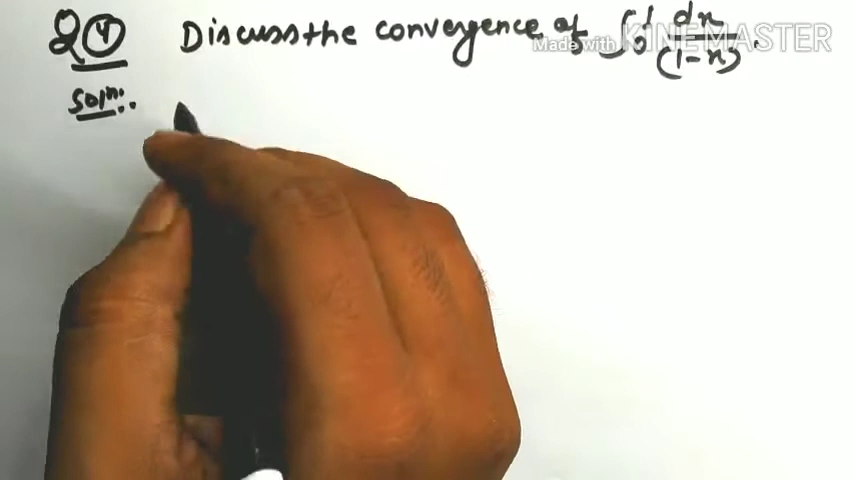 Q④ Discuss the convergence of ∫₀¹ dx/(1-x).
Made with KINEMASTER
Soln:.